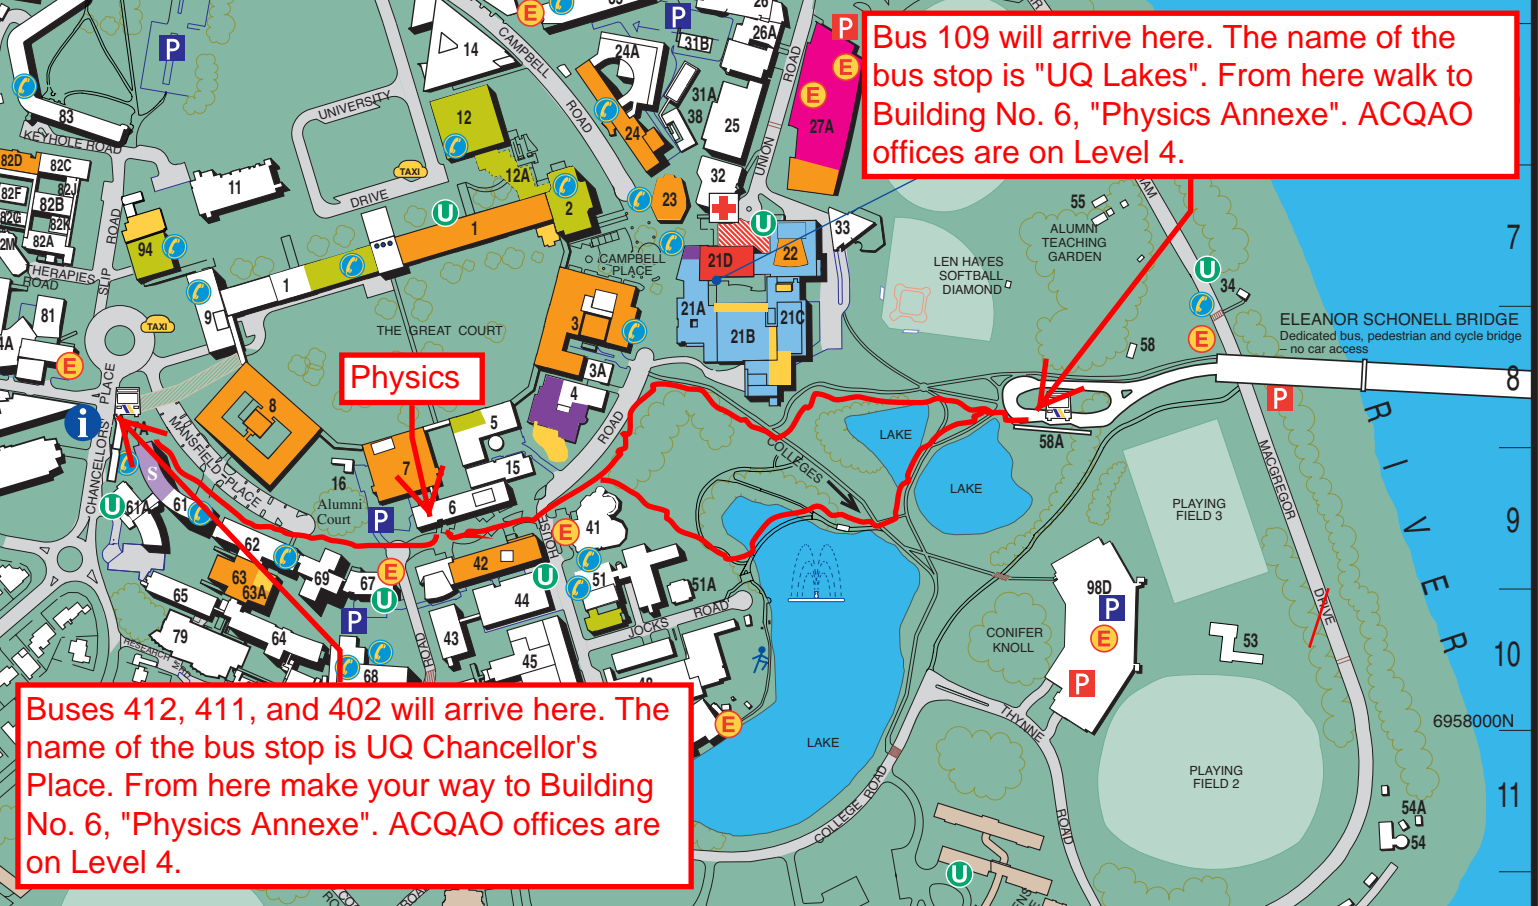 Bus 109 will arrive here. The name of the
bus stop is "UQ Lakes". From here walk to
Building No. 6, "Physics Annexe". ACQAO
offices are on Level 4.
Physics
Buses 412, 411, and 402 will arrive here. The
name of the bus stop is UQ Chancellor's
Place. From here make your way to Building
No. 6, "Physics Annexe". ACQAO offices are
on Level 4.
E
P
P
26
26A
31B
14
CAMPBELL
ROAD
24A
31A
38
25
24
ROAD
UNION
P
E
E
27A
83
KEYHOLE ROAD
UNIVERSITY
DRIVE
TAXI
12
12A
2
U
1
11
82D
82C
82J
82F
82B
82G
82K
82A
2M
THERAPIES
ROAD
SLIP
ROAD
94
32
23
U
33
22
21D
21A
21B
21C
CAMPBELL
PLACE
1
9
81
4A
E
TAXI
THE GREAT COURT
3
3A
4
LEN HAYES
SOFTBALL
DIAMOND
55
ALUMNI
TEACHING
GARDEN
7
U
34
E
58
ELEANOR SCHONELL BRIDGE
Dedicated bus, pedestrian and cycle bridge
– no car access
8
P
58A
RIVER
MACGREGOR
DRIVE
i
CHANCELLORS PLACE
MANSFIELD PLACE
8
S
7
5
15
16
Alumni
Court
P
6
ROAD
COLLEGES
LAKE
LAKE
PLAYING
FIELD 3
9
U
61A
61
62
63
63A
69
67
E
U
65
64
79
P
68
RESEARCH
42
41
E
U
44
43
45
51
51A
JOCKS ROAD
98D
P
E
P
CONIFER
KNOLL
53
10
THYNNE
ROAD
6958000N
LAKE
E
PLAYING
FIELD 2
11
54A
54
COLLEGE ROAD
U